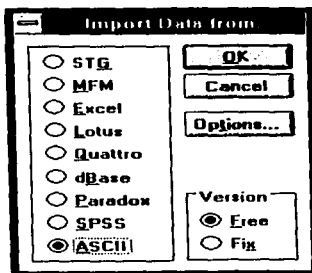 Import Data from
STG
MFM
Excel
Lotus
Quattro
dBase
Paradox
SPSS
ASCII
OK
Cancel
Options...
Version
Free
Fix